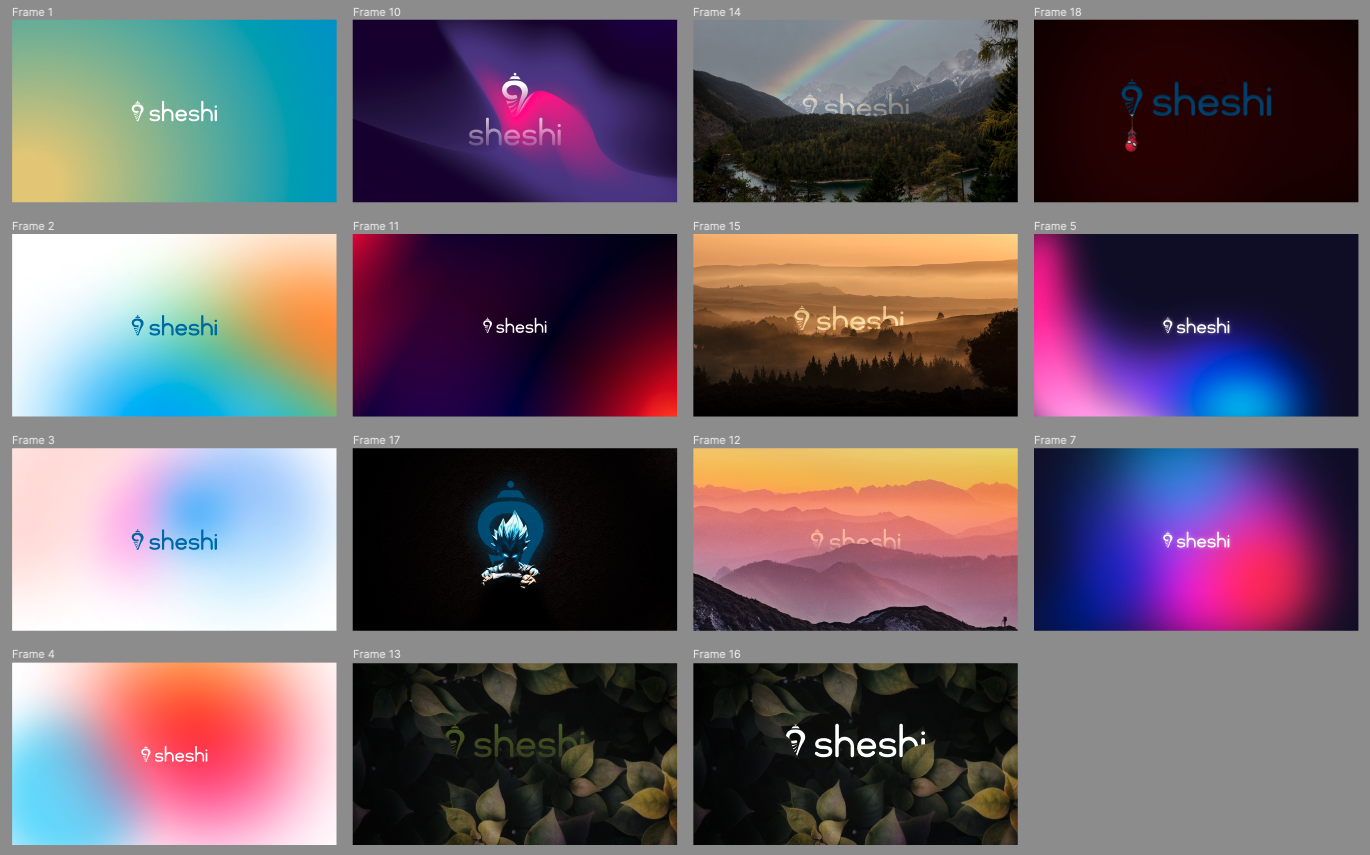 Frame 1
sheshi
Frame 10
sheshi
Frame 14
sheshi
Frame 18
sheshi
Frame 2
sheshi
Frame 11
sheshi
Frame 15
sheshi
Frame 5
sheshi
Frame 3
sheshi
Frame 17
Frame 12
sheshi
Frame 7
sheshi
Frame 4
sheshi
Frame 13
sheshi
Frame 16
sheshi